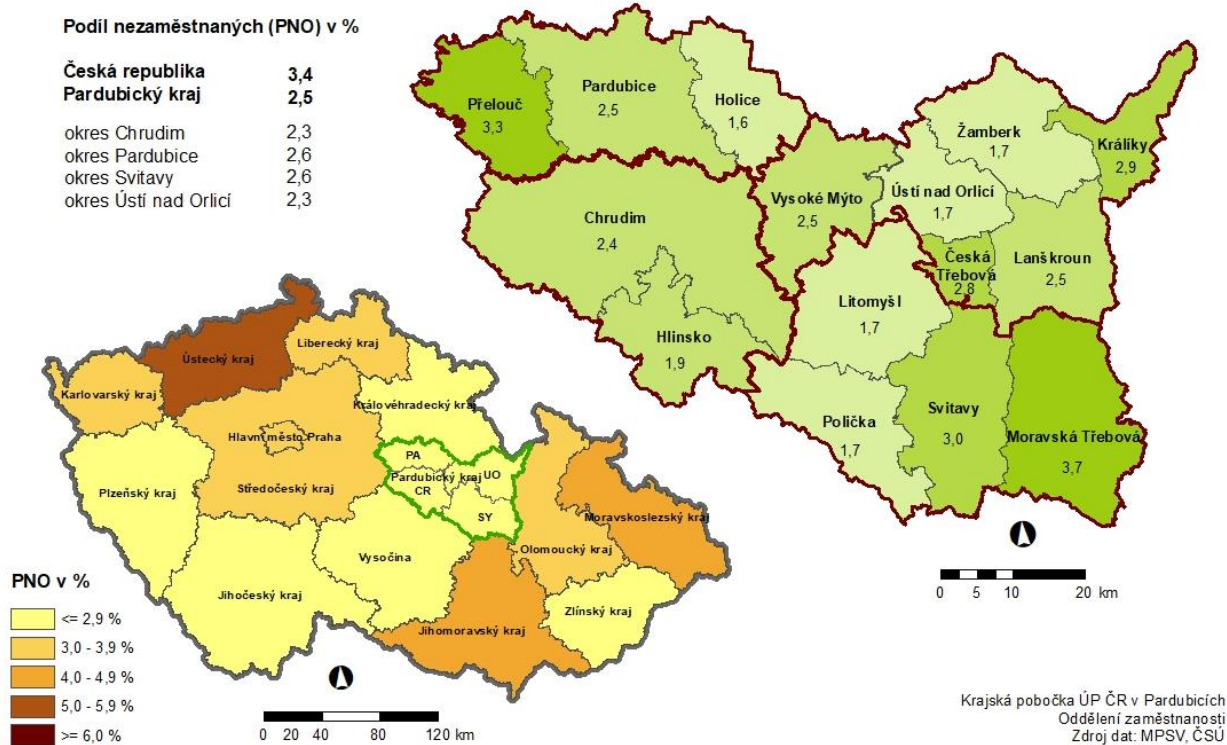 Podíl nezaměstnaných (PNO) v %
Česká republika 3,4
Pardubický kraj 2,5
okres Chrudim 2,3
okres Pardubice 2,6
okres Svitavy 2,6
okres Ústí nad Orlicí 2,3
Přelouč
3,3
Pardubice
2,5
Holice
1,6
Žamberk
1,7
Králíky
2,9
Vysoké Mýto
2,5
Ústí nad Orlicí
1,7
Chrudim
2,4
Česká
Třebová
2,8
Lanškroun
2,5
Litomyšl
1,7
Hlinsko
1,9
Polička
1,7
Svitavy
3,0
Moravská Třebová
3,7
0 5 10 20 km
Ústecký kraj
Liberecký kraj
Karlovarský kraj
Královéhradecký kraj
Hlavní město Praha
PA
Pardubický kraj
UO
CR
SY
Plzeňský kraj
Středočeský kraj
Moravskoslezský kraj
Olomoucký kraj
Vysočina
Jihočeský kraj
Zlínský kraj
Jihomoravský kraj
PNO v %
<= 2,9 %
3,0 - 3,9 %
4,0 - 4,9 %
5,0 - 5,9 %
>= 6,0 %
0 20 40 80 120 km
Krajská pobočka ÚP ČR v Pardubicích
Oddělení zaměstnanosti
Zdroj dat: MPSV, ČSÚ